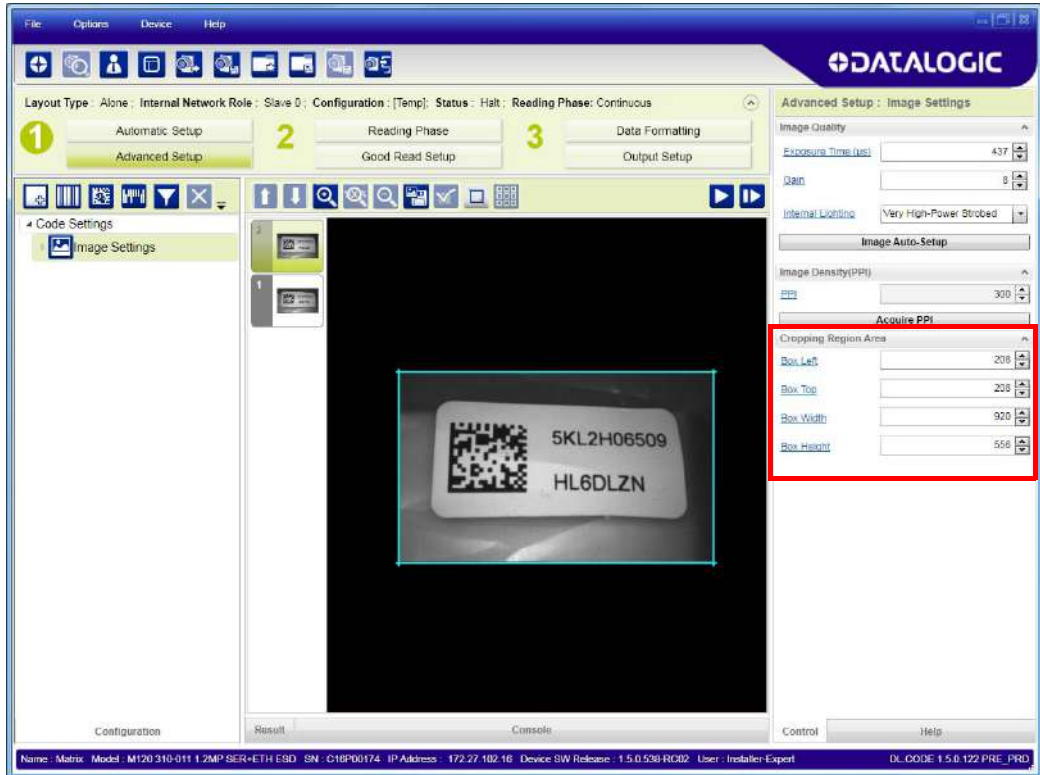 File Options Device Help
DATALOGIC
Layout Type : Alone ; Internal Network Role : Slave 0 ; Configuration : [Temp]; Status : Halt ; Reading Phase: Continuous
1 Automatic Setup
Advanced Setup
2 Reading Phase
Good Read Setup
3 Data Formatting
Output Setup
Code Settings
Image Settings
2
1
5KL2H06509
HL6DLZN
Advanced Setup : Image Settings
Image Quality
Exposure Time (µs) 437
Gain 8
Internal Lighting Very High-Power Strobed
Image Auto-Setup
Image Density(PPI)
PPI 300
Acquire PPI
Cropping Region Area
Box Left 208
Box Top 208
Box Width 920
Box Height 556
Configuration
Result Console
Control Help
Name : Matrix Model : M120 310-011 1.2MP SER+ETH ESD SN : C16P00174 IP Address : 172.27.102.16 Device SW Release : 1.5.0.538-RC02 User : Installer-Expert DL.CODE 1.5.0.122 PRE_PRD